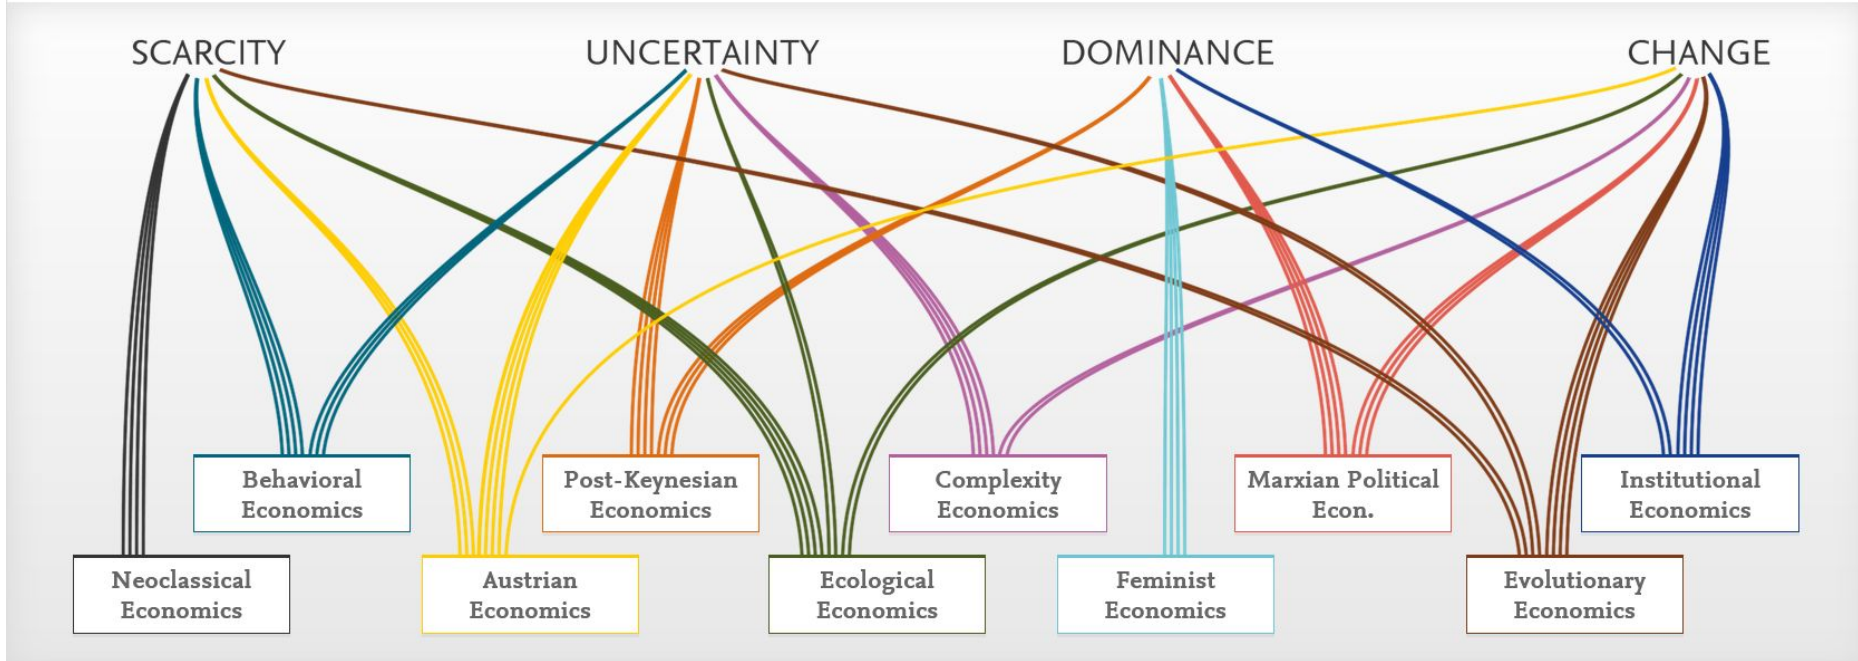 SCARCITY
UNCERTAINTY
DOMINANCE
CHANGE
Behavioral
Economics
Post-Keynesian
Economics
Complexity
Economics
Marxian Political
Econ.
Institutional
Economics
Neoclassical
Economics
Austrian
Economics
Ecological
Economics
Feminist
Economics
Evolutionary
Economics